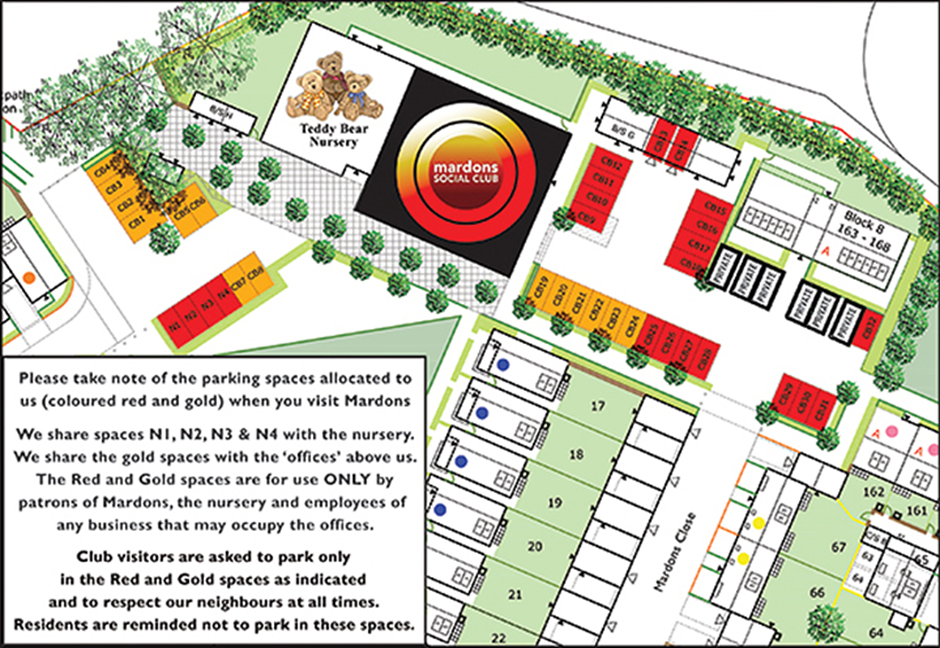 path
on
B/S H
Teddy Bear
Nursery
mardons
SOCIAL CLUB
B/S G
CB13
CB14
CB12
CB11
CB10
CB9
CB15
CB16
CB17
CB18
Block 8
163 - 168
A
PRIVATE
PRIVATE
PRIVATE
PRIVATE
PRIVATE
PRIVATE
CB32
CB4
CB3
CB2
CB1
CB5
CB6
N1
N2
N3
N4
CB7
CB8
CB19
CB20
CB21
CB22
CB23
CB24
CB25
CB26
CB27
CB28
CB29
CB30
CB31
Please take note of the parking spaces allocated to
us (coloured red and gold) when you visit Mardons
We share spaces N1, N2, N3 & N4 with the nursery.
We share the gold spaces with the ‘offices’ above us.
The Red and Gold spaces are for use ONLY by
patrons of Mardons, the nursery and employees of
any business that may occupy the offices.
Club visitors are asked to park only
in the Red and Gold spaces as indicated
and to respect our neighbours at all times.
Residents are reminded not to park in these spaces.
17
18
19
20
21
22
Mardons Close
A
A
162
161
67
66
64
C/S B
63
64
62
65